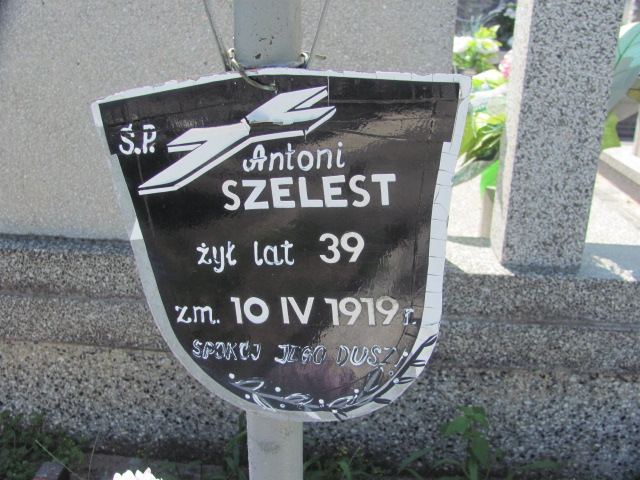 Ś.P.
Antoni
SZELEST
żył lat 39
zm. 10 IV 1919 r.
SPOKÓJ JEGO DUSZY